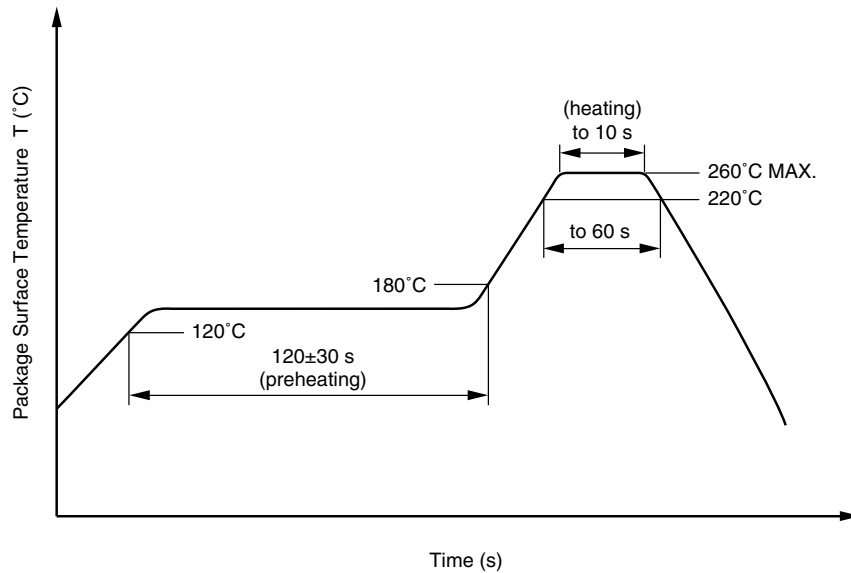 Package Surface Temperature T (˚C)
(heating)
to 10 s
260˚C MAX.
220˚C
to 60 s
180˚C
120˚C
120±30 s
(preheating)
Time (s)